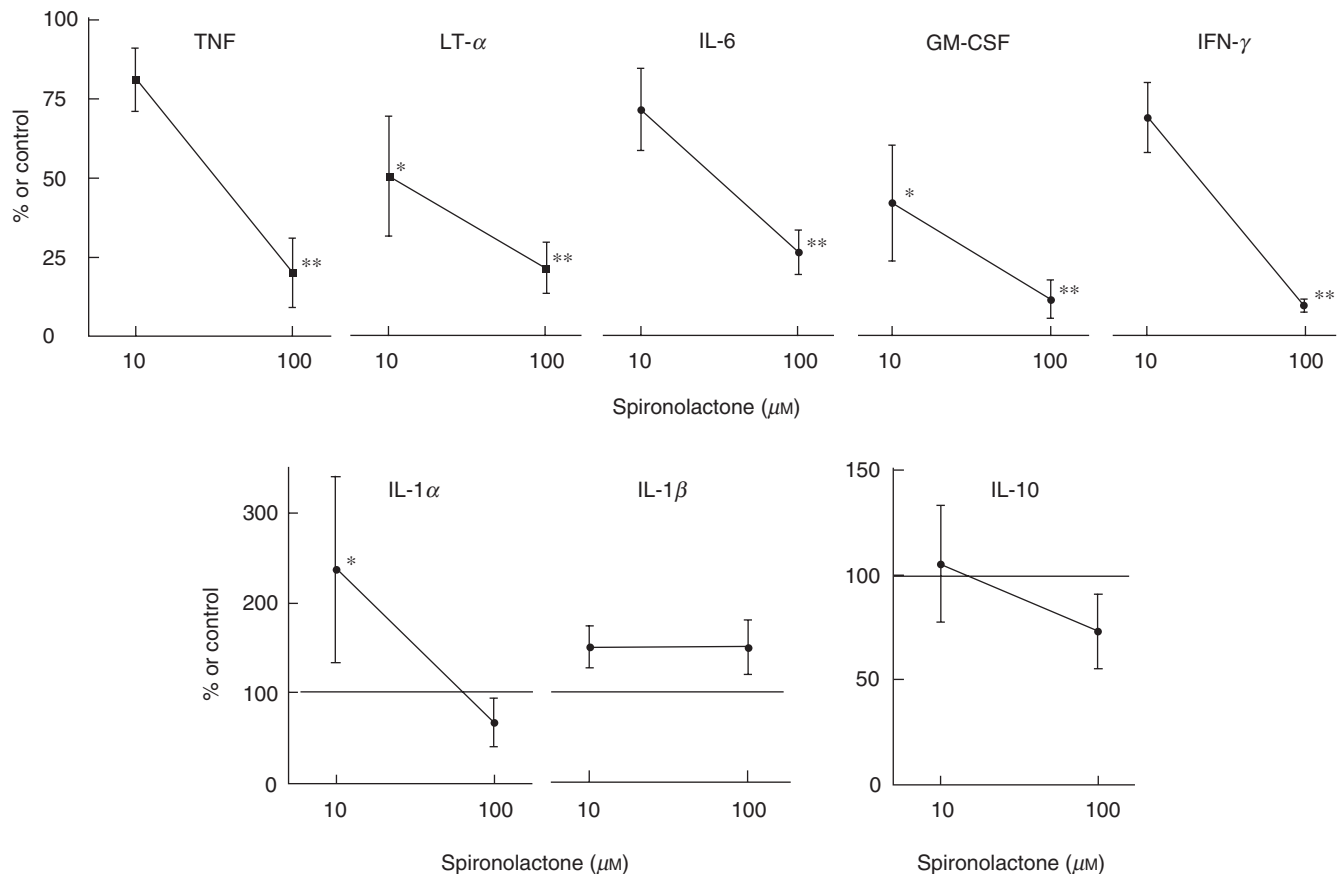 100
75
50
25
0
% or control
TNF
LT-α
IL-6
GM-CSF
IFN-γ
**
*
**
**
*
**
**
10 100 10 100 10 100 10 100 10 100
Spironolactone (μM)
300
200
100
0
% or control
IL-1α
*
IL-1β
10 100 10 100
Spironolactone (μM)
150
100
50
0
IL-10
10 100
Spironolactone (μM)